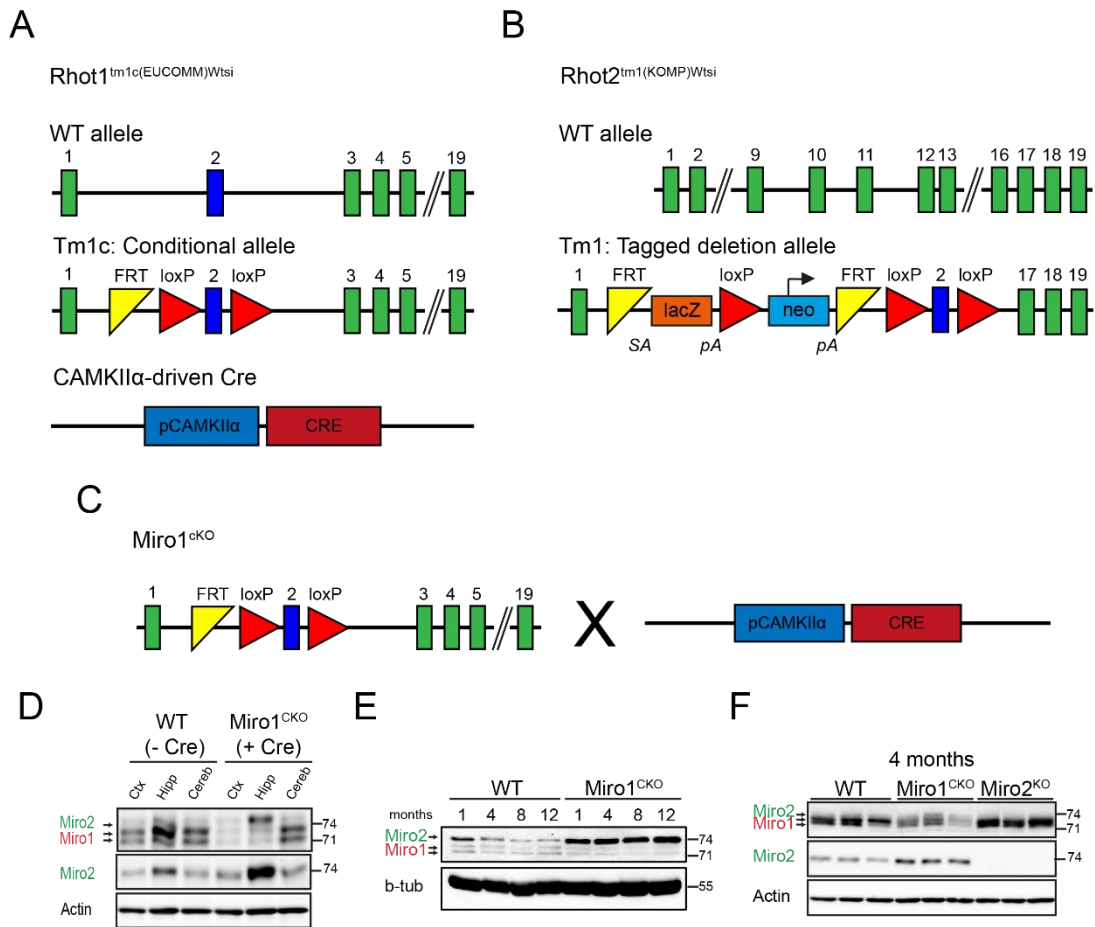 A
Rhot1tm1c(EUCOMM)Wtsi
WT allele
1 2 3 4 5 19
Tm1c: Conditional allele
1 FRT loxP 2 loxP 3 4 5 19
CAMKIIα-driven Cre
pCAMKIIα CRE
B
Rhot2tm1(KOMP)Wtsi
WT allele
1 2 9 10 11 12 13 16 17 18 19
Tm1: Tagged deletion allele
1 FRT loxP FRT loxP 2 loxP 17 18 19
lacZ neo
SA pA pA
C
Miro1cKO
1 FRT loxP 2 loxP 3 4 5 19
X
pCAMKIIα CRE
D
WT Miro1CKO
(- Cre) (+ Cre)
Ctx Hipp Cereb Ctx Hipp Cereb
Miro2 74
Miro1 71
Miro2 74
Actin
E
WT Miro1CKO
months 1 4 8 12 1 4 8 12
Miro2 74
Miro1 71
b-tub 55
F
4 months
WT Miro1CKO Miro2KO
Miro2 74
Miro1 71
Miro2 74
Actin